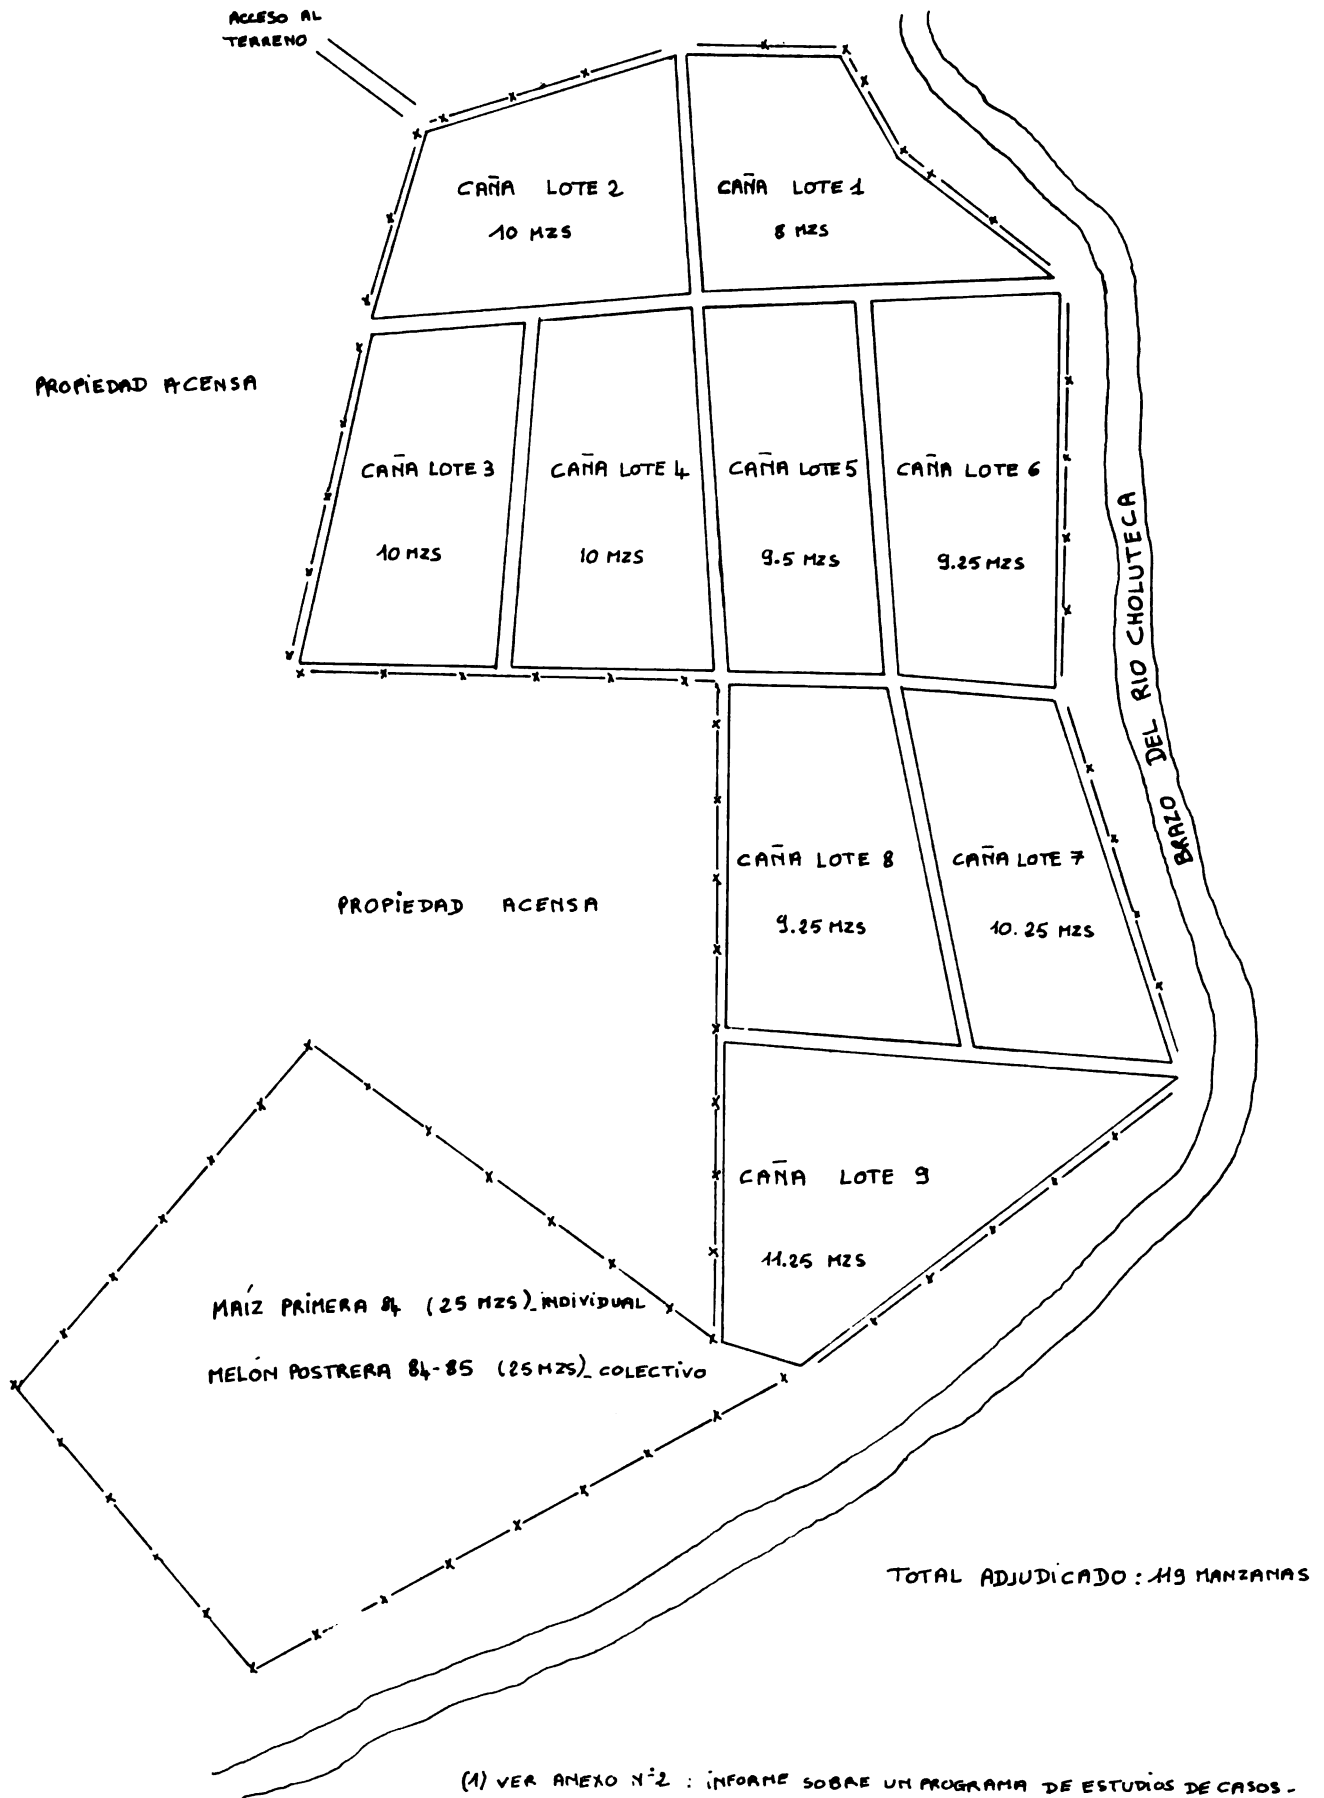 ACCESO AL
TERRENO
CAÑA LOTE 2
10 MZS
CAÑA LOTE 1
8 MZS
PROPIEDAD ACENSA
CAÑA LOTE 3
10 MZS
CAÑA LOTE 4
10 MZS
CAÑA LOTE 5
9.5 MZS
CAÑA LOTE 6
9.25 MZS
BRAZO DEL RIO CHOLUTECA
PROPIEDAD ACENSA
CAÑA LOTE 8
9.25 MZS
CAÑA LOTE 7
10.25 MZS
CAÑA LOTE 9
11.25 MZS
MAÍZ PRIMERA 84 (25 MZS)_INDIVIDUAL
MELÓN POSTRERA 84-85 (25 MZS)_COLECTIVO
TOTAL ADJUDICADO : 119 MANZANAS
(1) VER ANEXO N°2 : INFORME SOBRE UN PROGRAMA DE ESTUDIOS DE CASOS.-